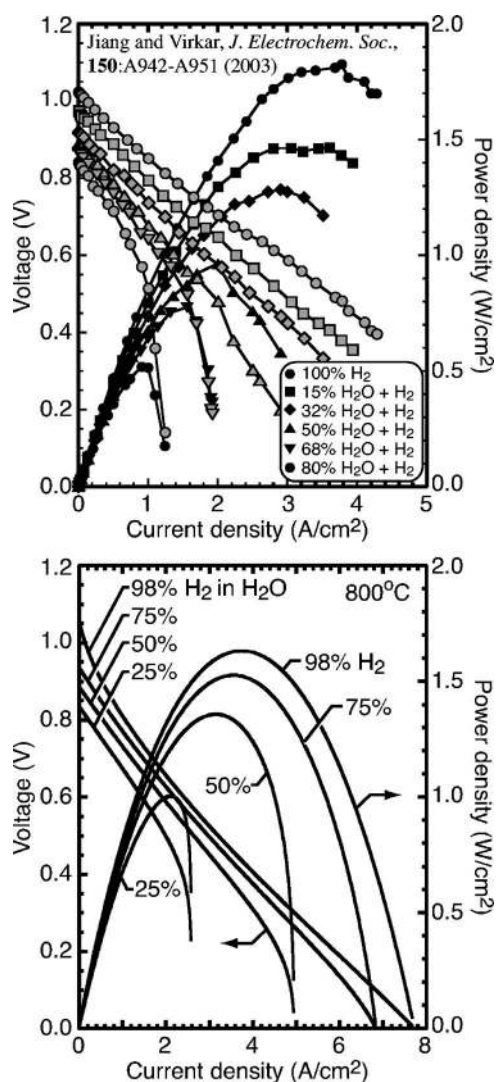 Jiang and Virkar, J. Electrochem. Soc.,
150:A942-A951 (2003)
1.2
1.0
0.8
0.6
0.4
0.2
0.0
Voltage (V)
2.0
1.5
1.0
0.5
0.0
Power density (W/cm²)
100% H₂
15% H₂O + H₂
32% H₂O + H₂
50% H₂O + H₂
68% H₂O + H₂
80% H₂O + H₂
0 1 2 3 4 5
Current density (A/cm²)
1.2
1.0
0.8
0.6
0.4
0.2
0.0
Voltage (V)
98% H₂ in H₂O
75%
50%
25%
800°C
98% H₂
75%
50%
25%
2.0
1.5
1.0
0.5
0.0
Power density (W/cm²)
0 1 2 3 4 5 6 7 8
Current density (A/cm²)